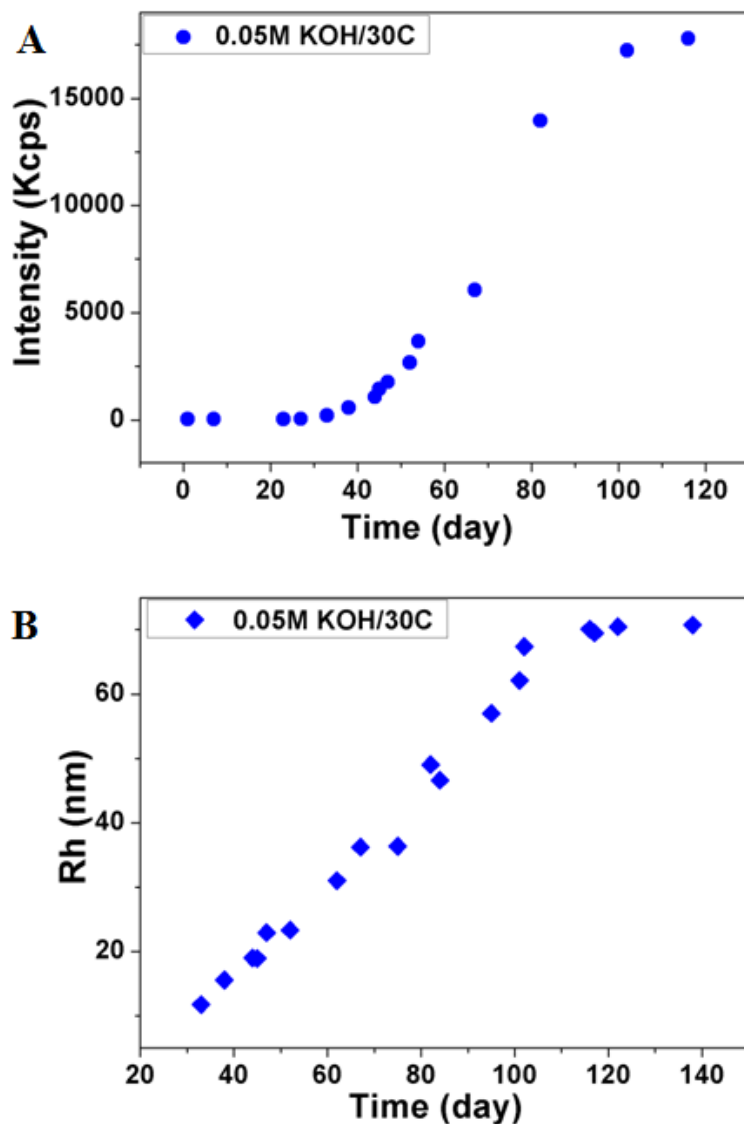 A
0.05M KOH/30C
Intensity (Kcps)
15000
10000
5000
0
0 20 40 60 80 100 120
Time (day)
B
0.05M KOH/30C
Rh (nm)
60
40
20
20 40 60 80 100 120 140
Time (day)